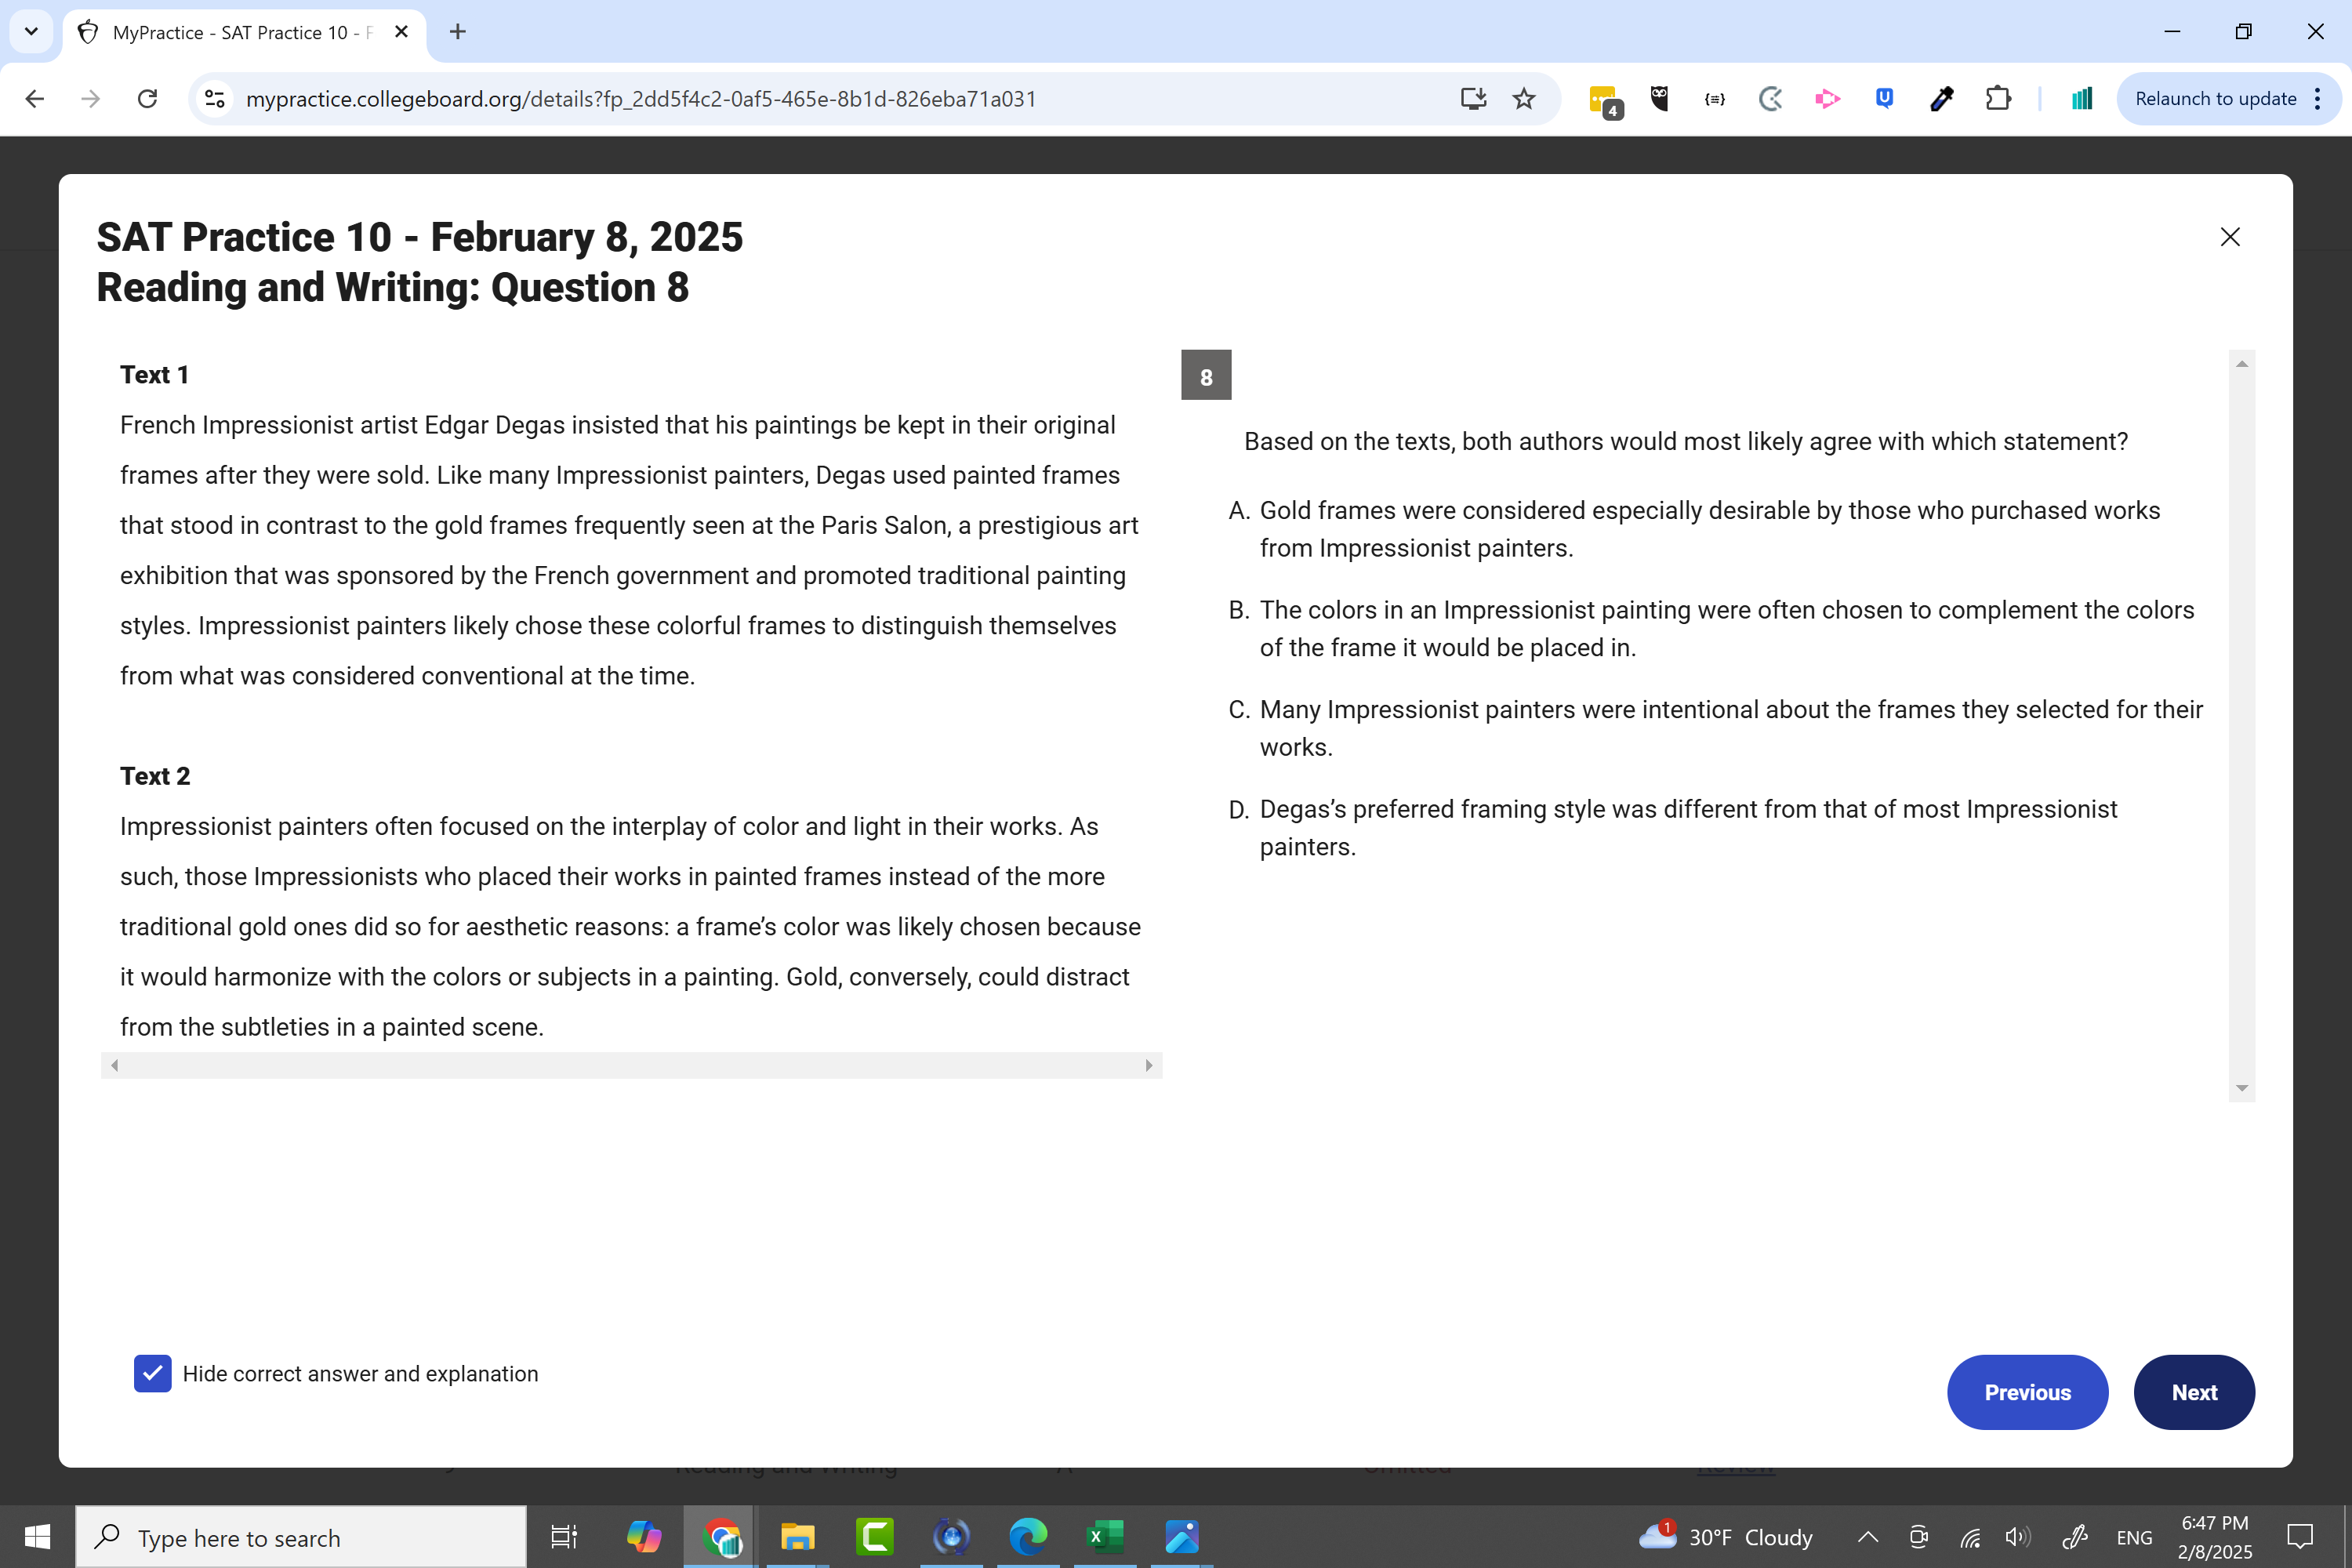 MyPractice - SAT Practice 10 - F
mypractice.collegeboard.org/details?fp_2dd5f4c2-0af5-465e-8b1d-826eba71a031
4
Relaunch to update
SAT Practice 10 - February 8, 2025
Reading and Writing: Question 8
Text 1
French Impressionist artist Edgar Degas insisted that his paintings be kept in their original
frames after they were sold. Like many Impressionist painters, Degas used painted frames
that stood in contrast to the gold frames frequently seen at the Paris Salon, a prestigious art
exhibition that was sponsored by the French government and promoted traditional painting
styles. Impressionist painters likely chose these colorful frames to distinguish themselves
from what was considered conventional at the time.
Text 2
Impressionist painters often focused on the interplay of color and light in their works. As
such, those Impressionists who placed their works in painted frames instead of the more
traditional gold ones did so for aesthetic reasons: a frame’s color was likely chosen because
it would harmonize with the colors or subjects in a painting. Gold, conversely, could distract
from the subtleties in a painted scene.
8
Based on the texts, both authors would most likely agree with which statement?
A. Gold frames were considered especially desirable by those who purchased works
from Impressionist painters.
B. The colors in an Impressionist painting were often chosen to complement the colors
of the frame it would be placed in.
C. Many Impressionist painters were intentional about the frames they selected for their
works.
D. Degas’s preferred framing style was different from that of most Impressionist
painters.
Hide correct answer and explanation
Previous
Next
Reading and Writing
Omitted
Review
Type here to search
1
30°F Cloudy
ENG
6:47 PM
2/8/2025